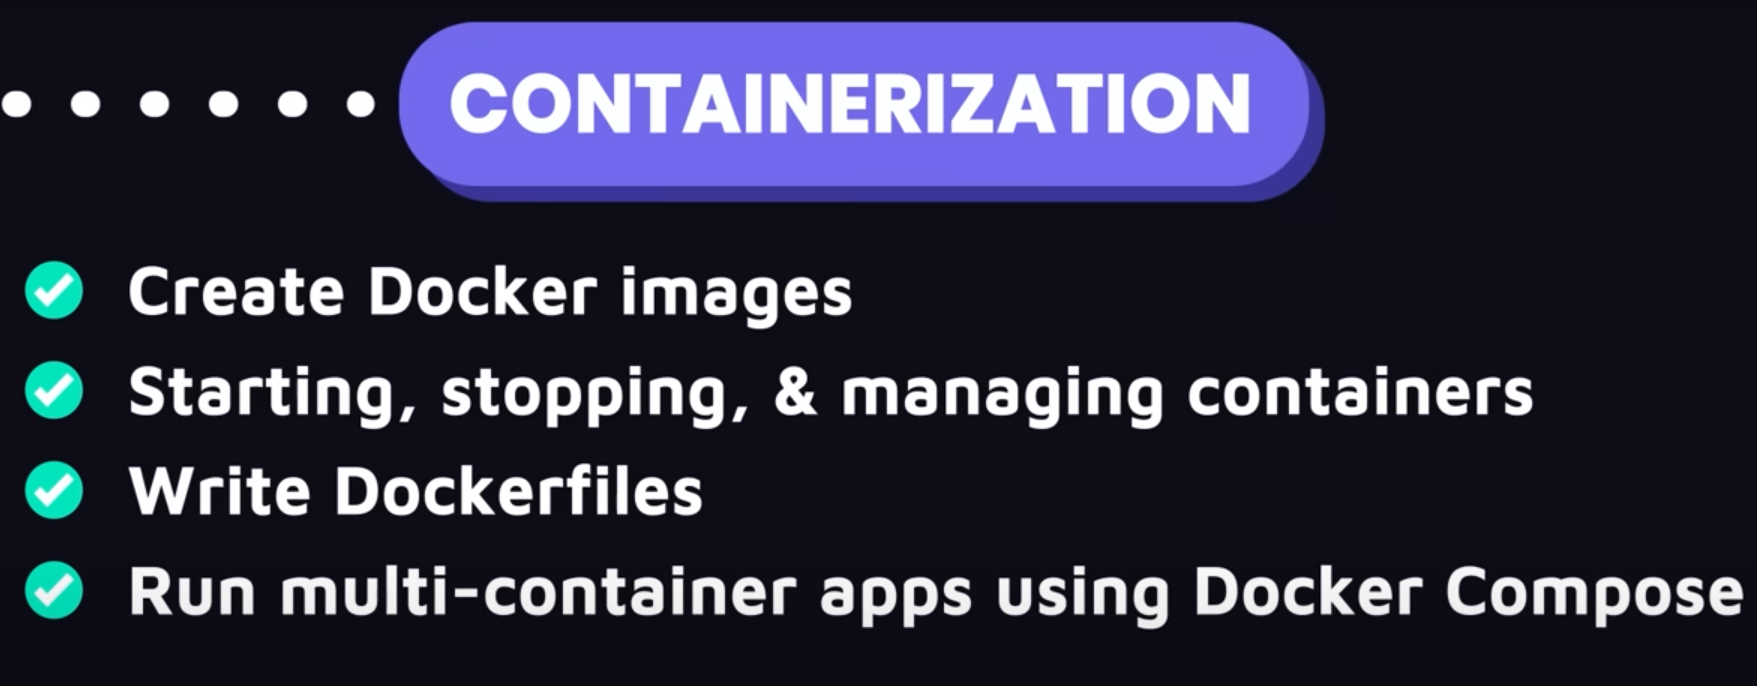 CONTAINERIZATION
Create Docker images
Starting, stopping, & managing containers
Write Dockerfiles
Run multi-container apps using Docker Compose